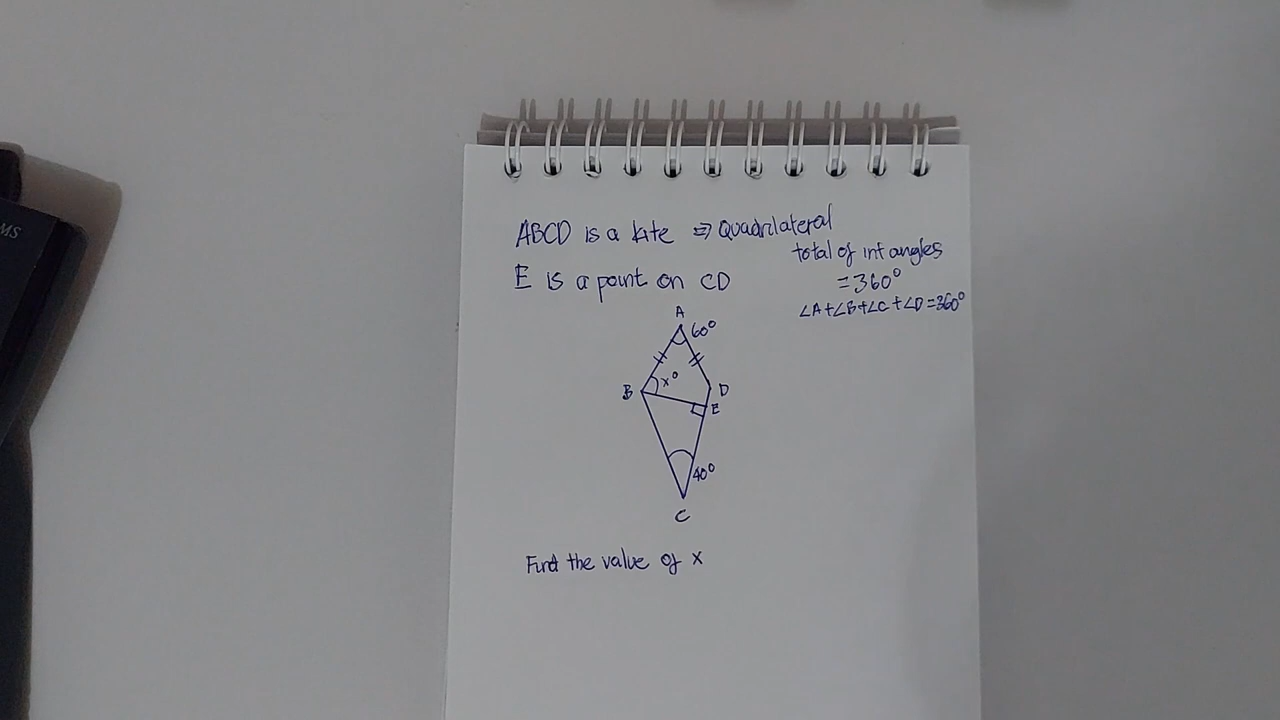 ABCD is a kite ⇒ Quadrilateral
total of int angles
= 360°
∠A+∠B+∠C+∠D=360°
E is a point on CD
A
60°
x°
B
D
E
40°
C
Find the value of x
MS